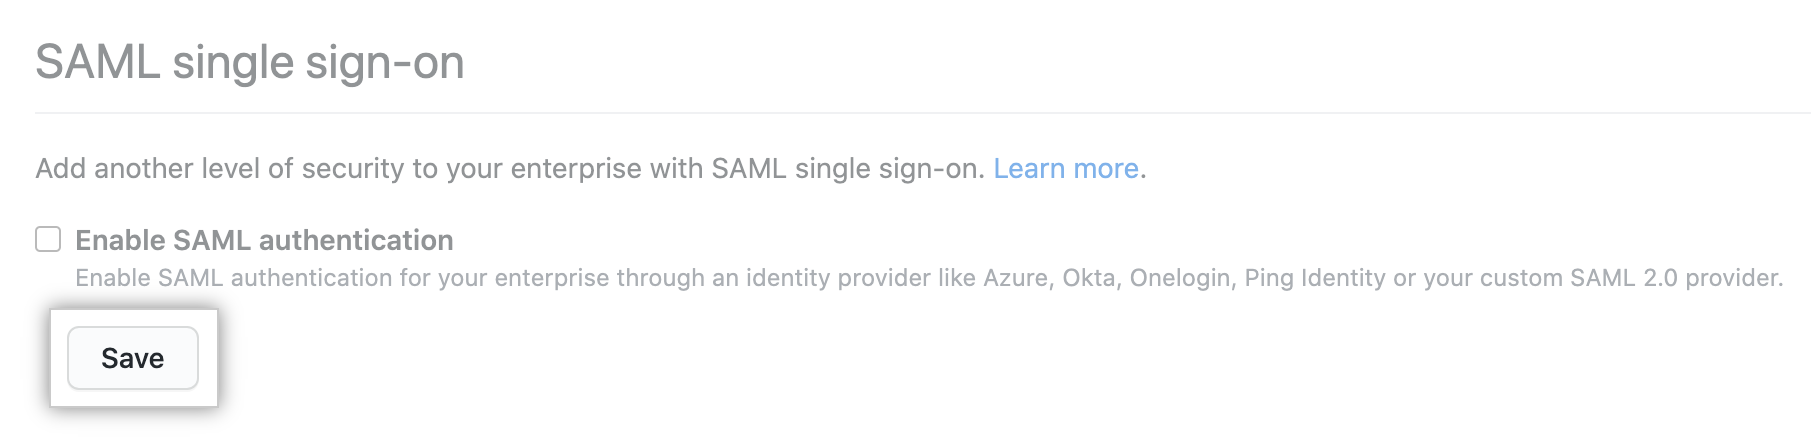 SAML single sign-on
Add another level of security to your enterprise with SAML single sign-on. Learn more.
Enable SAML authentication
Enable SAML authentication for your enterprise through an identity provider like Azure, Okta, Onelogin, Ping Identity or your custom SAML 2.0 provider.
Save